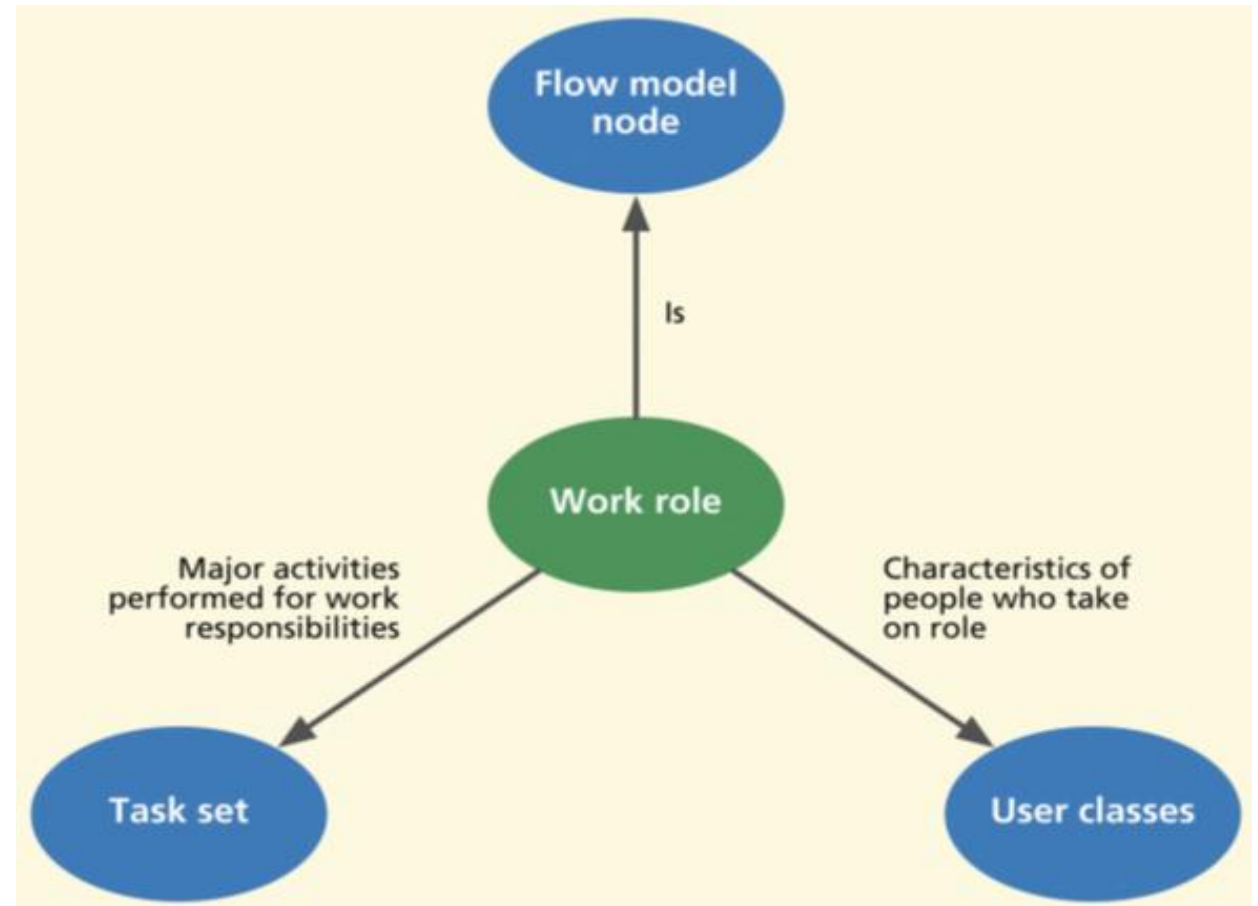 Flow model
node
Is
Work role
Major activities
performed for work
responsibilities
Characteristics of
people who take
on role
Task set
User classes